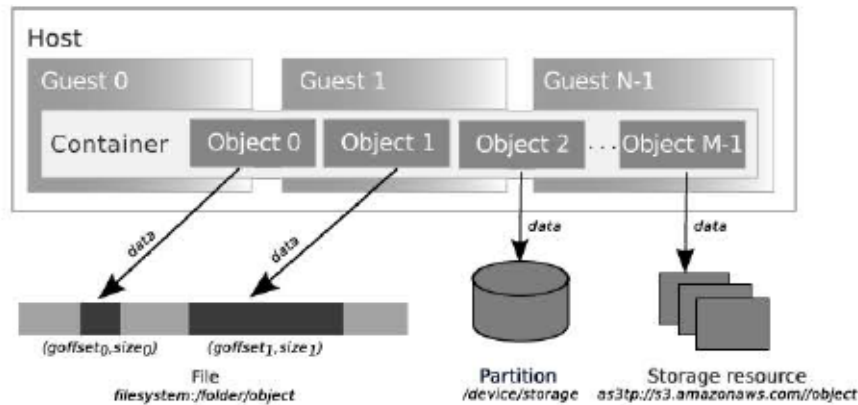 Host
Guest 0 Guest 1 Guest N-1
Container Object 0 Object 1 Object 2 ... Object M-1
data data data data
(goffset0,size0) (goffset1,size1)
File Partition Storage resource
filesystem:/folder/object /device/storage as3tp://s3.amazonaws.com//object